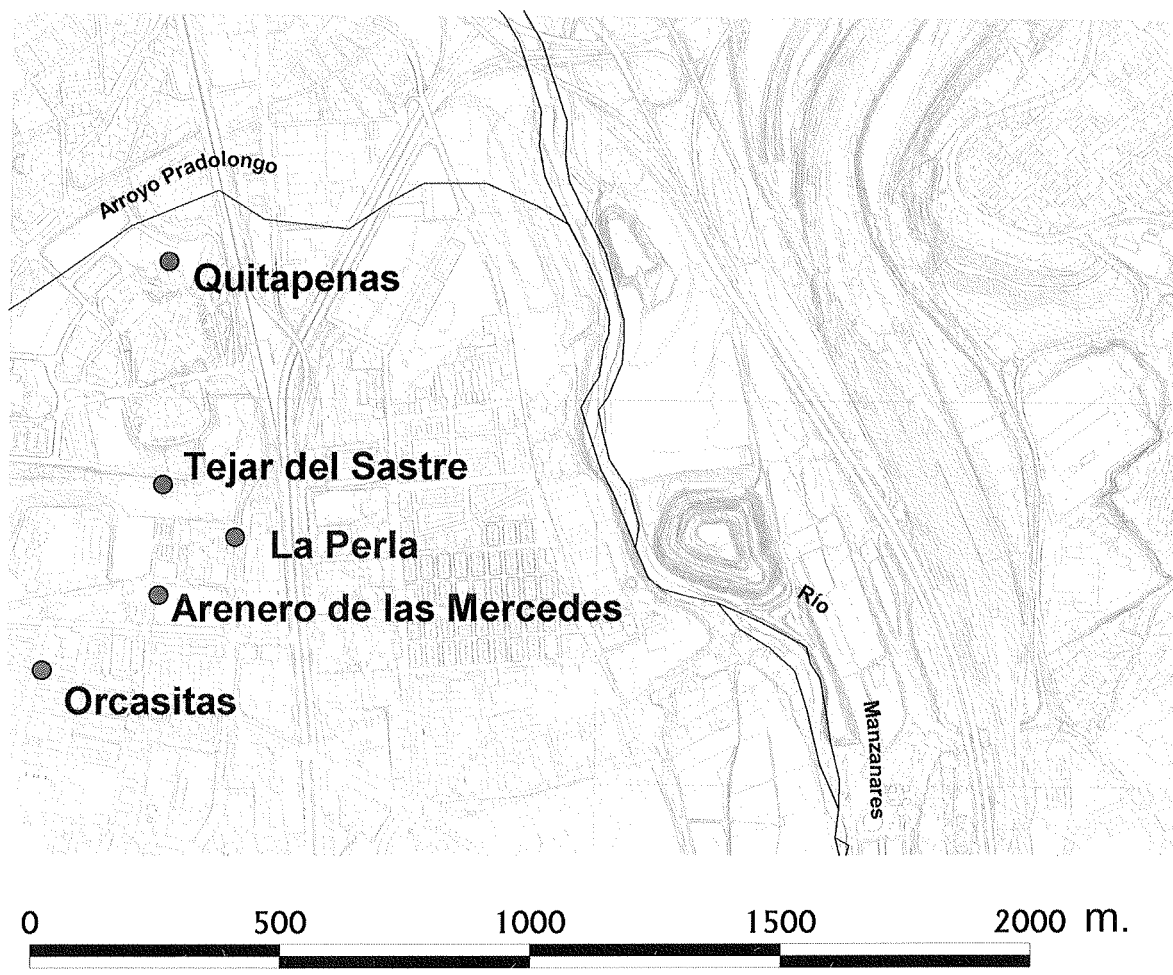 Arroyo Pradolongo
Quitapenas
Tejar del Sastre
La Perla
Arenero de las Mercedes
Río
Orcasitas
Manzanares
0 500 1000 1500 2000 m.